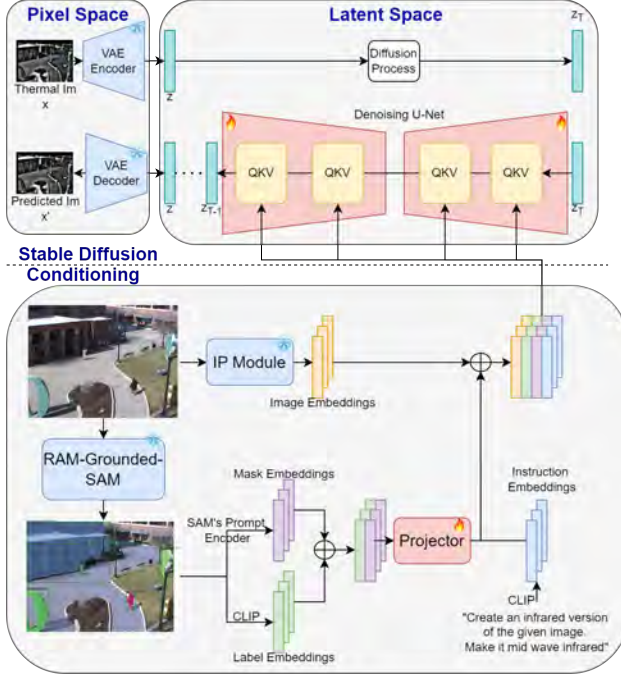 Pixel Space
Latent Space
VAE
Encoder
Thermal Im
x
z
Diffusion
Process
z_T
Denoising U-Net
VAE
Decoder
Predicted Im
x'
z
z_T-1
QKV
QKV
QKV
QKV
z_T
Stable Diffusion
Conditioning
IP Module
Image Embeddings
RAM-Grounded-
SAM
Mask Embeddings
SAM's Prompt
Encoder
Projector
Instruction
Embeddings
CLIP
Label Embeddings
CLIP
"Create an infrared version
of the given image.
Make it mid wave infrared"